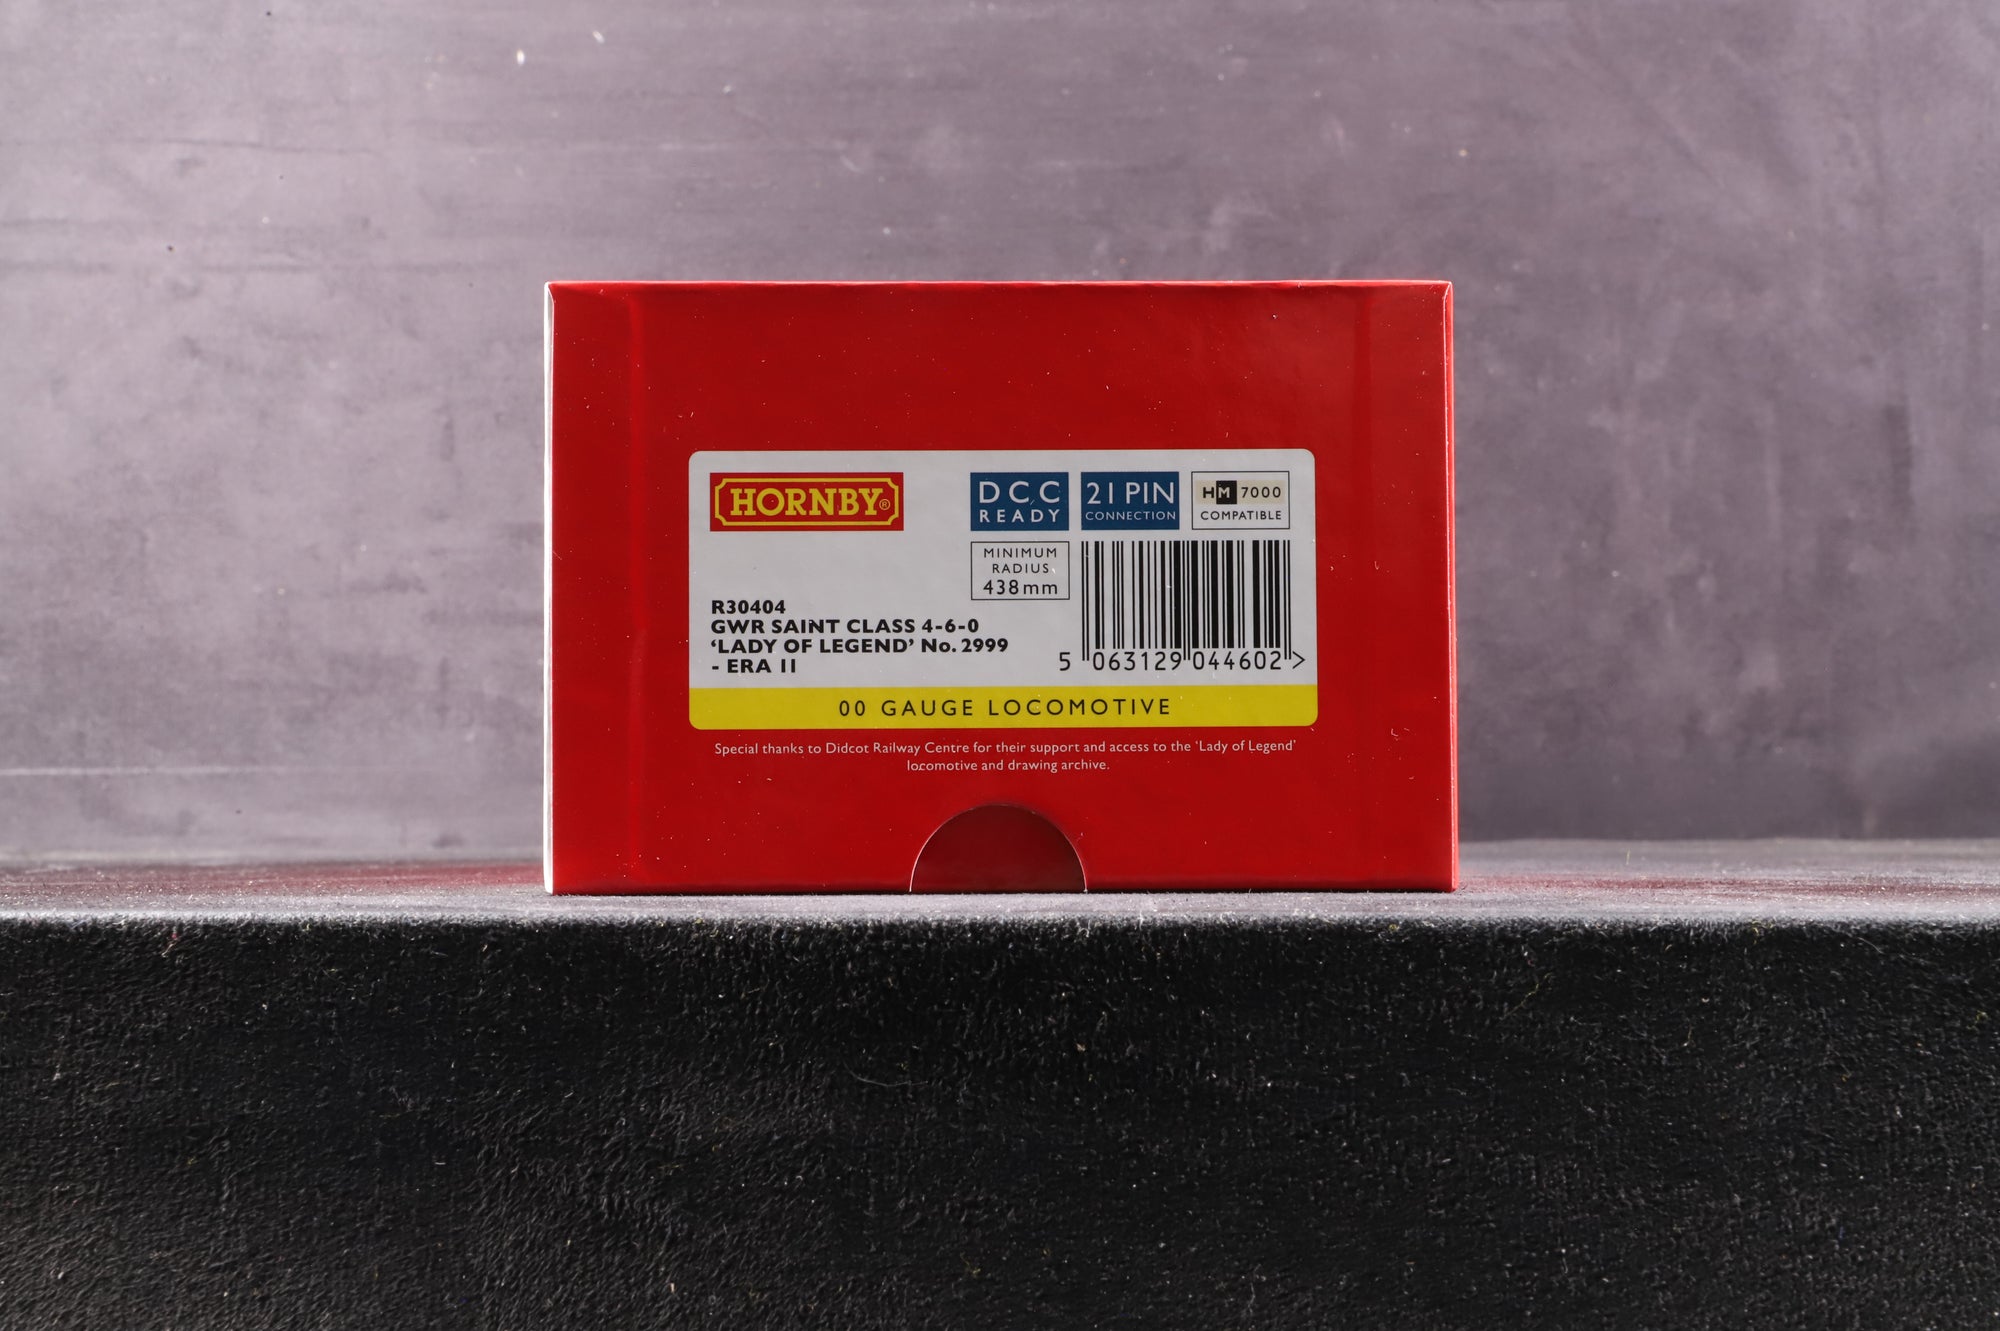 HORNBY®
DCC
READY
21 PIN
CONNECTION
HM 7000
COMPATIBLE
MINIMUM
RADIUS
438mm
R30404
GWR SAINT CLASS 4-6-0
‘LADY OF LEGEND’ No. 2999
- ERA 11
5 063129 044602 >
00 GAUGE LOCOMOTIVE
Special thanks to Didcot Railway Centre for their support and access to the ‘Lady of Legend’
locomotive and drawing archive.